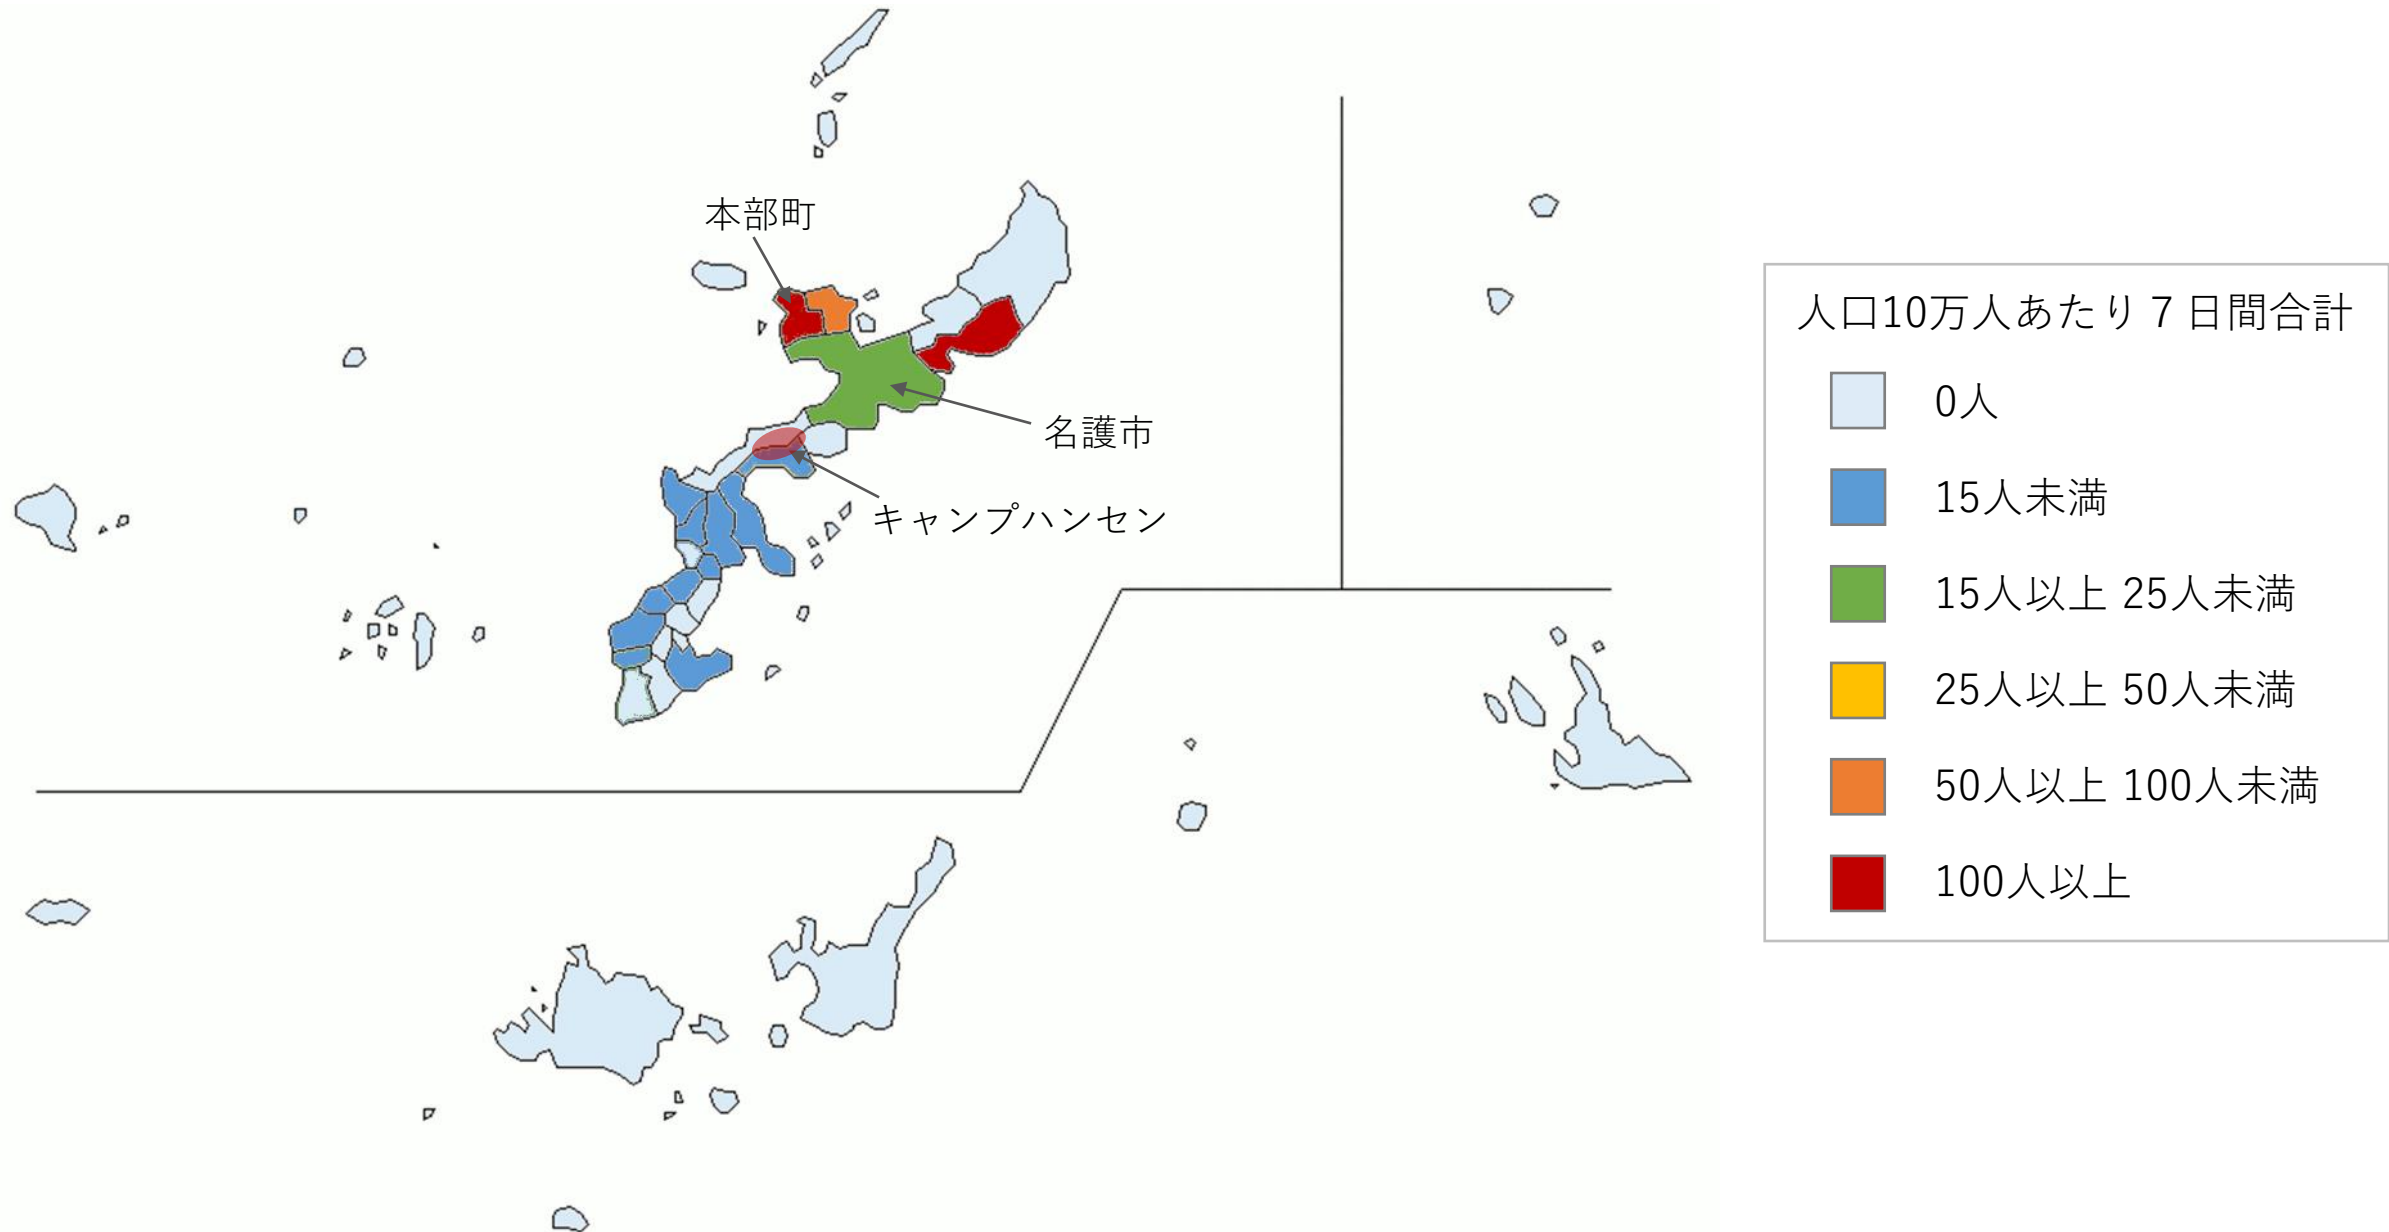 本部町
名護市
キャンプハンセン
人口10万人あたり７日間合計
0人
15人未満
15人以上 25人未満
25人以上 50人未満
50人以上 100人未満
100人以上